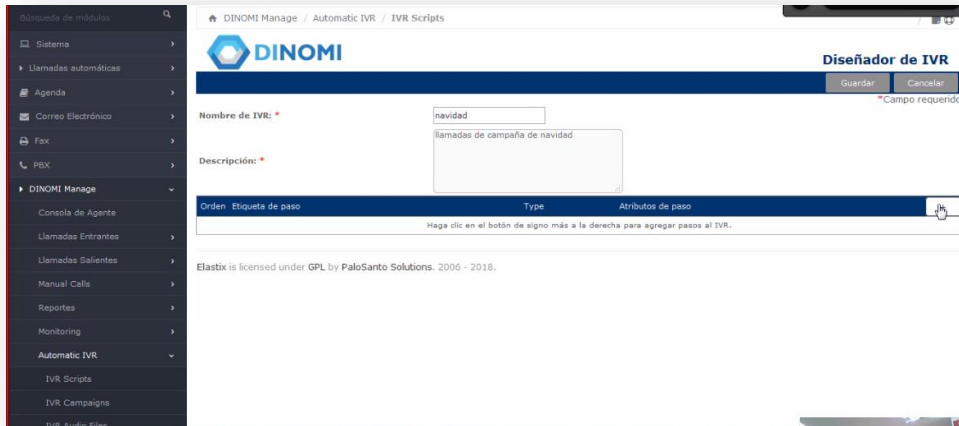 Búsqueda de módulos
Sistema
Llamadas automáticas
Agenda
Correo Electrónico
Fax
PBX
DINOMI Manage
Consola de Agente
Llamadas Entrantes
Llamadas Salientes
Manual Calls
Reportes
Monitoring
Automatic IVR
IVR Scripts
IVR Campaigns
IVR Audio Files
DINOMI Manage / Automatic IVR / IVR Scripts
DINOMI
Diseñador de IVR
Guardar Cancelar
*Campo requerido
Nombre de IVR: * navidad
Descripción: * llamadas de campaña de navidad
Orden Etiqueta de paso Type Atributos de paso
Haga clic en el botón de signo más a la derecha para agregar pasos al IVR.
Elastix is licensed under GPL by PaloSanto Solutions. 2006 - 2018.